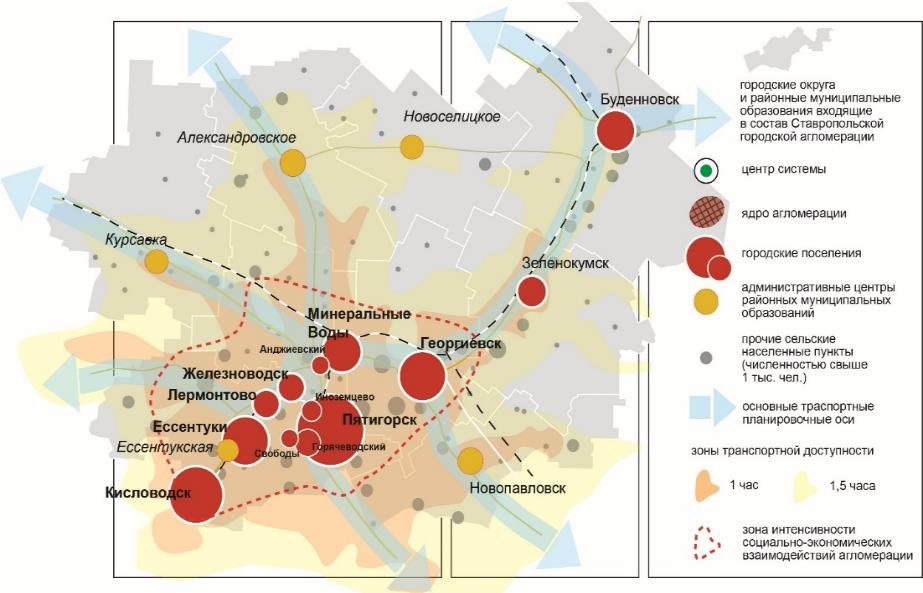 Буденновск
Новоселицкое
Александровское
Курсавка
Зеленокумск
Минеральные
Воды
Георгиевск
Анджиевский
Железноводск
Иноземцево
Лермонтово
Пятигорск
Ессентуки
Горячеводский
Ессентукская
Свободы
Кисловодск
Новопавловск
городские округа
и районные муниципальные
образования входящие
в состав Ставропольской
городской агломерации
центр системы
ядро агломерации
городские поселения
административные центры
районных муниципальных
образований
прочие сельские
населенные пункты
(численностью свыше
1 тыс. чел.)
основные траспортные
планировочные оси
зоны транспортной доступности
1 час
1,5 часа
зона интенсивности
социально-экономических
взаимодействий агломерации